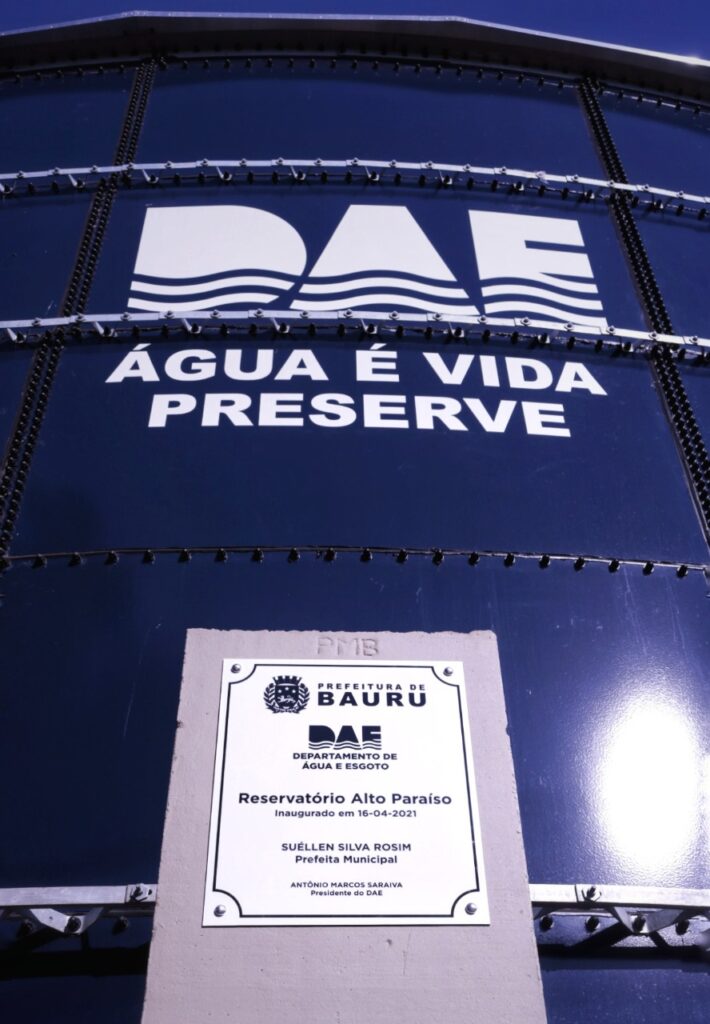 DAE
ÁGUA É VIDA
PRESERVE
PMB
PREFEITURA DE
BAURU
DAE
DEPARTAMENTO DE
ÁGUA E ESGOTO
Reservatório Alto Paraíso
Inaugurado em 16-04-2021
SUÉLLEN SILVA ROSIM
Prefeita Municipal
ANTÔNIO MARCOS SARAIVA
Presidente do DAE